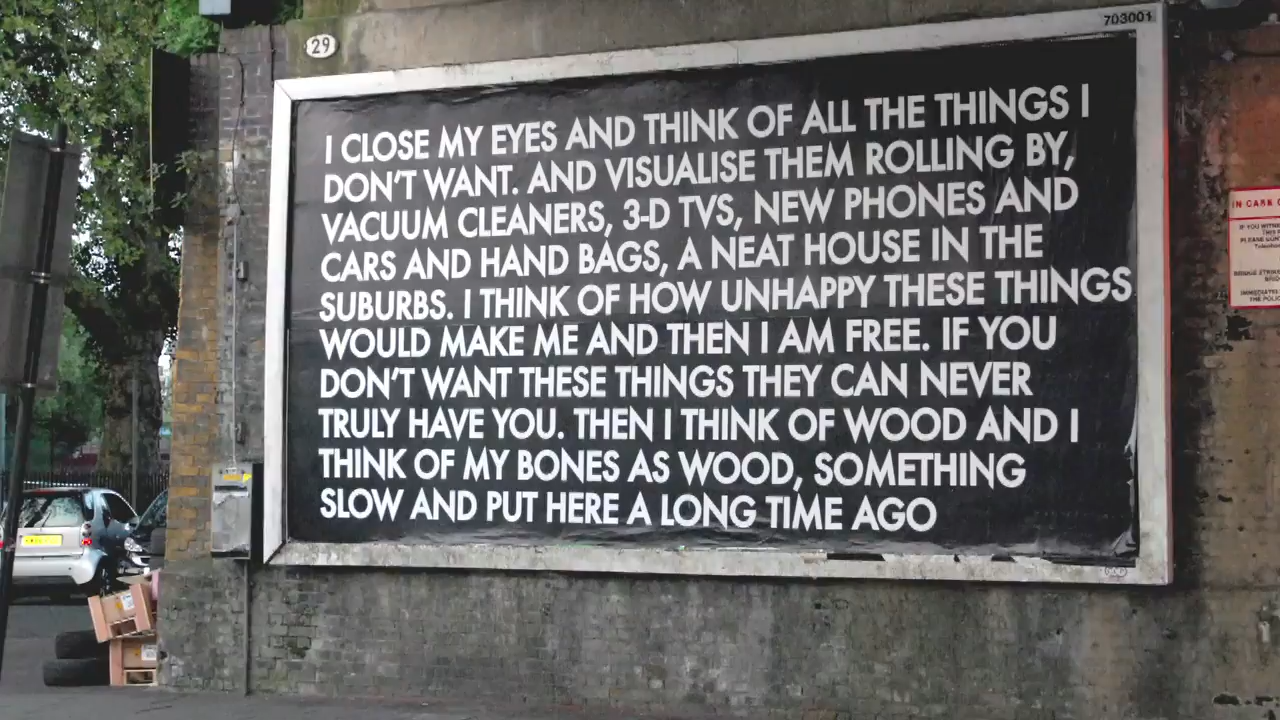 703001
29
I CLOSE MY EYES AND THINK OF ALL THE THINGS I
DON'T WANT. AND VISUALISE THEM ROLLING BY,
VACUUM CLEANERS, 3-D TVS, NEW PHONES AND
CARS AND HAND BAGS, A NEAT HOUSE IN THE
SUBURBS. I THINK OF HOW UNHAPPY THESE THINGS
WOULD MAKE ME AND THEN I AM FREE. IF YOU
DON'T WANT THESE THINGS THEY CAN NEVER
TRULY HAVE YOU. THEN I THINK OF WOOD AND I
THINK OF MY BONES AS WOOD, SOMETHING
SLOW AND PUT HERE A LONG TIME AGO
IN CASE
IF YOU